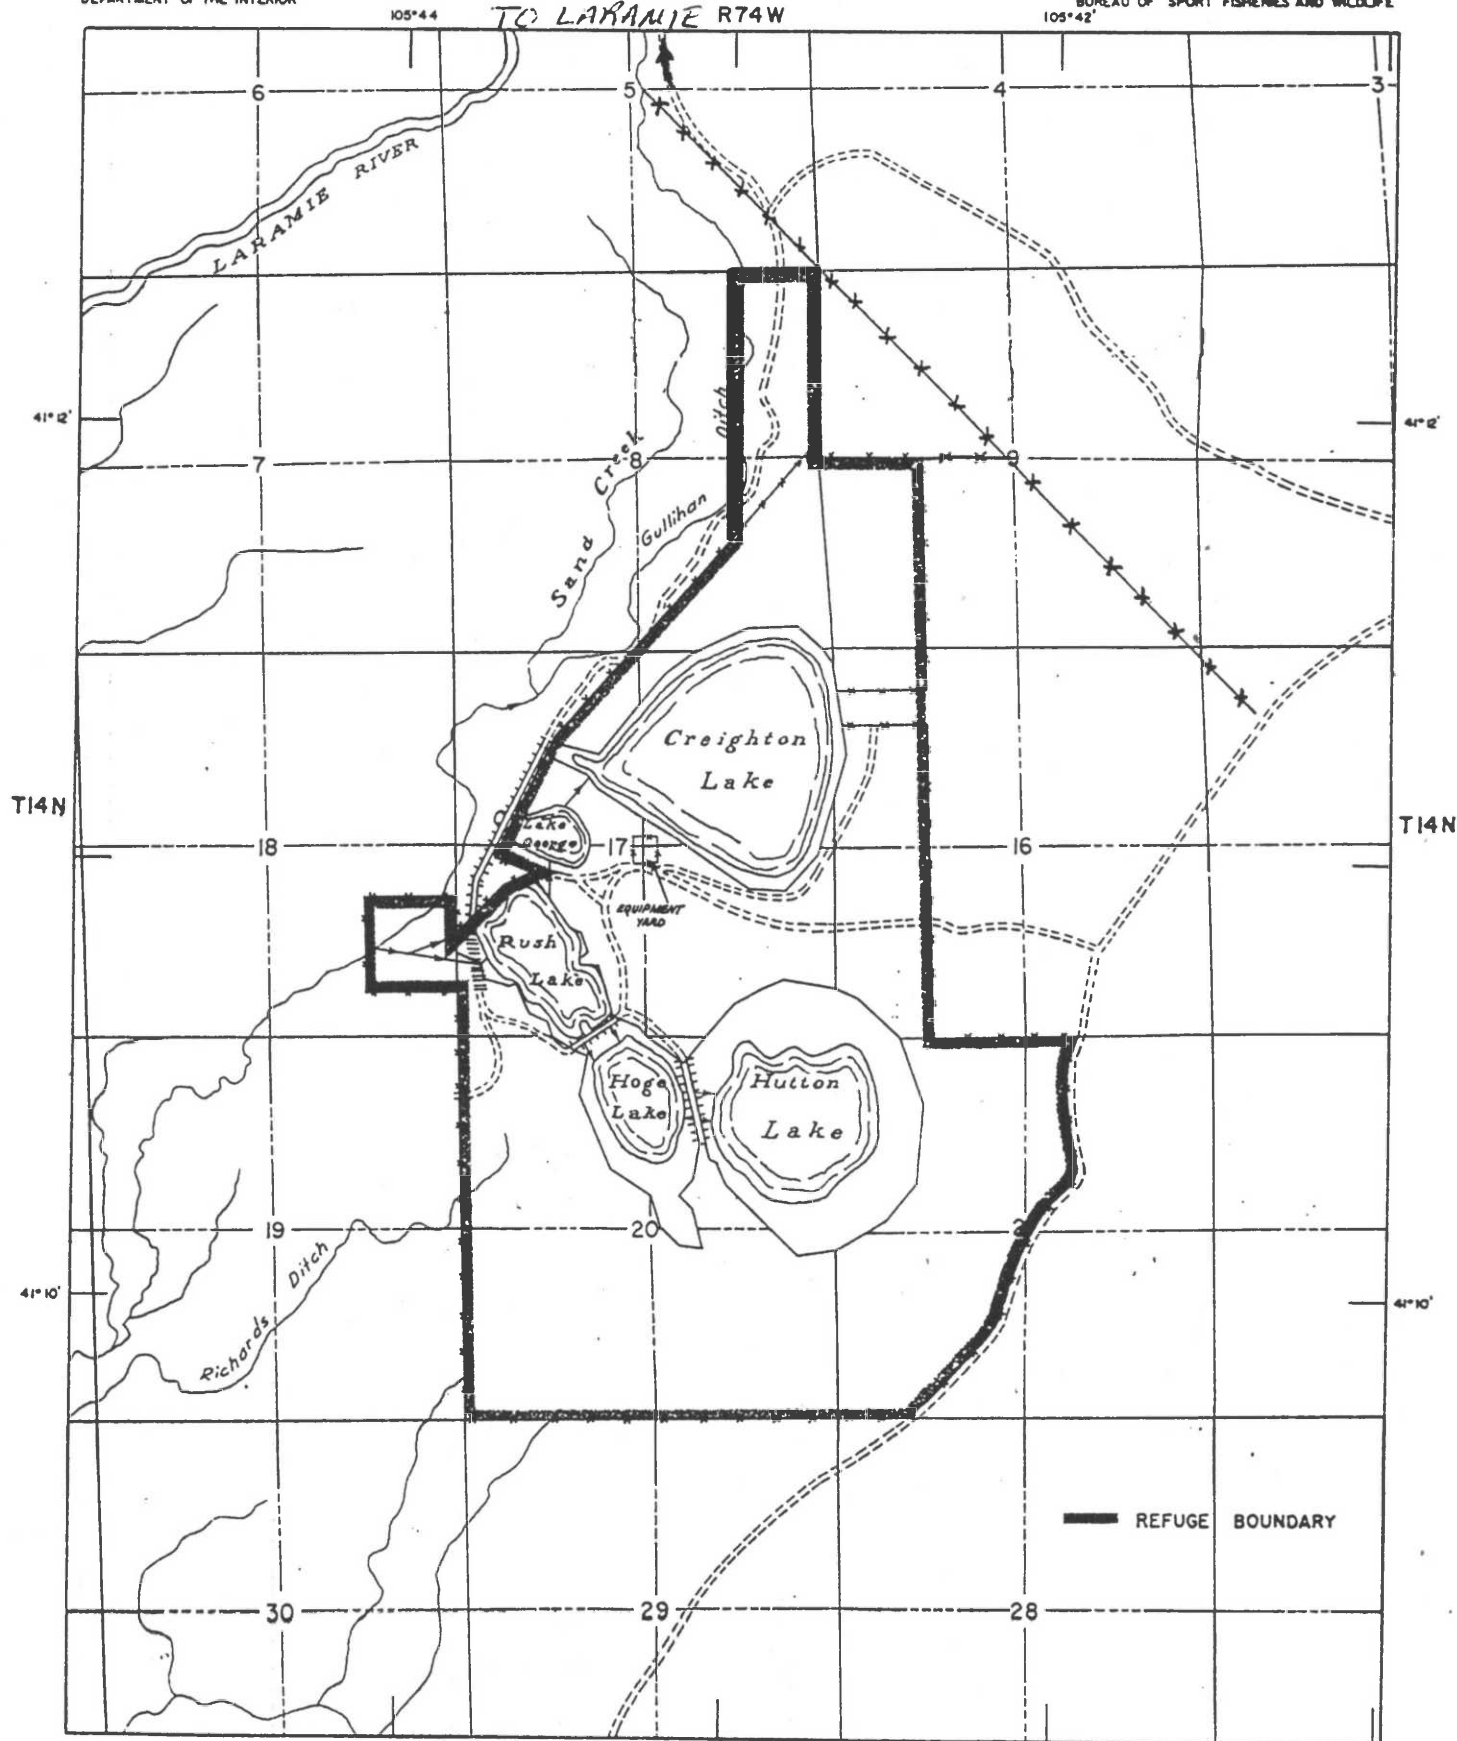 DEPARTMENT OF THE INTERIOR
BUREAU OF SPORT FISHERIES AND WILDLIFE
105°44
TO LARAMIE R74W
105°42'
6
5
4
3
LARAMIE RIVER
41°12'
41°12'
Ditch
7
8
9
Sand Creek
Gullihan
Creighton
Lake
T14N
T14N
Lake
George
18
17
16
EQUIPMENT
YARD
Rush
Lake
Hoge
Lake
Hutton
Lake
19
20
2
Richards Ditch
41°10'
41°10'
REFUGE BOUNDARY
30
29
28